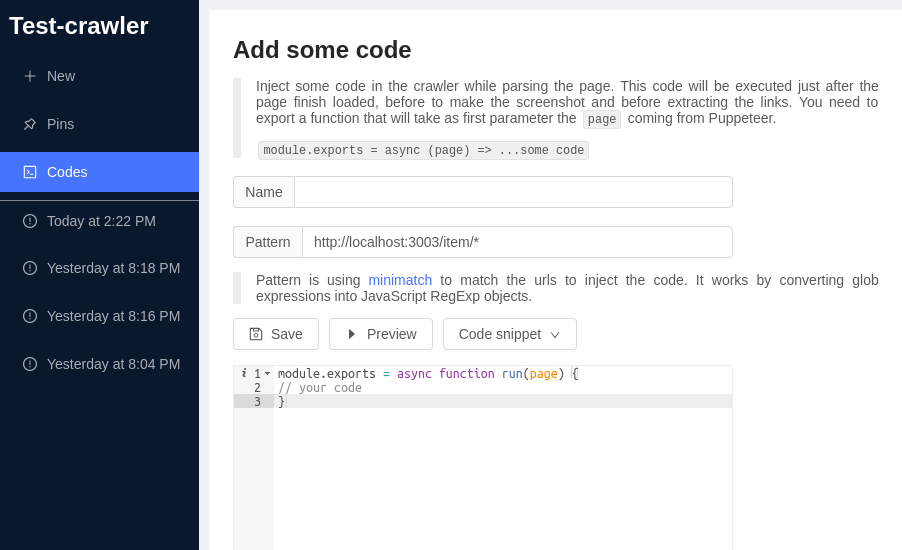 Test-crawler
New
Pins
Codes
Today at 2:22 PM
Yesterday at 8:18 PM
Yesterday at 8:16 PM
Yesterday at 8:04 PM
Add some code
Inject some code in the crawler while parsing the page. This code will be executed just after the
page finish loaded, before to make the screenshot and before extracting the links. You need to
export a function that will take as first parameter the page coming from Puppeteer.
module.exports = async (page) => ...some code
Name
Pattern http://localhost:3003/item/*
Pattern is using minimatch to match the urls to inject the code. It works by converting glob
expressions into JavaScript RegExp objects.
Save Preview Code snippet
i 1 module.exports = async function run(page) {
2 // your code
3 }